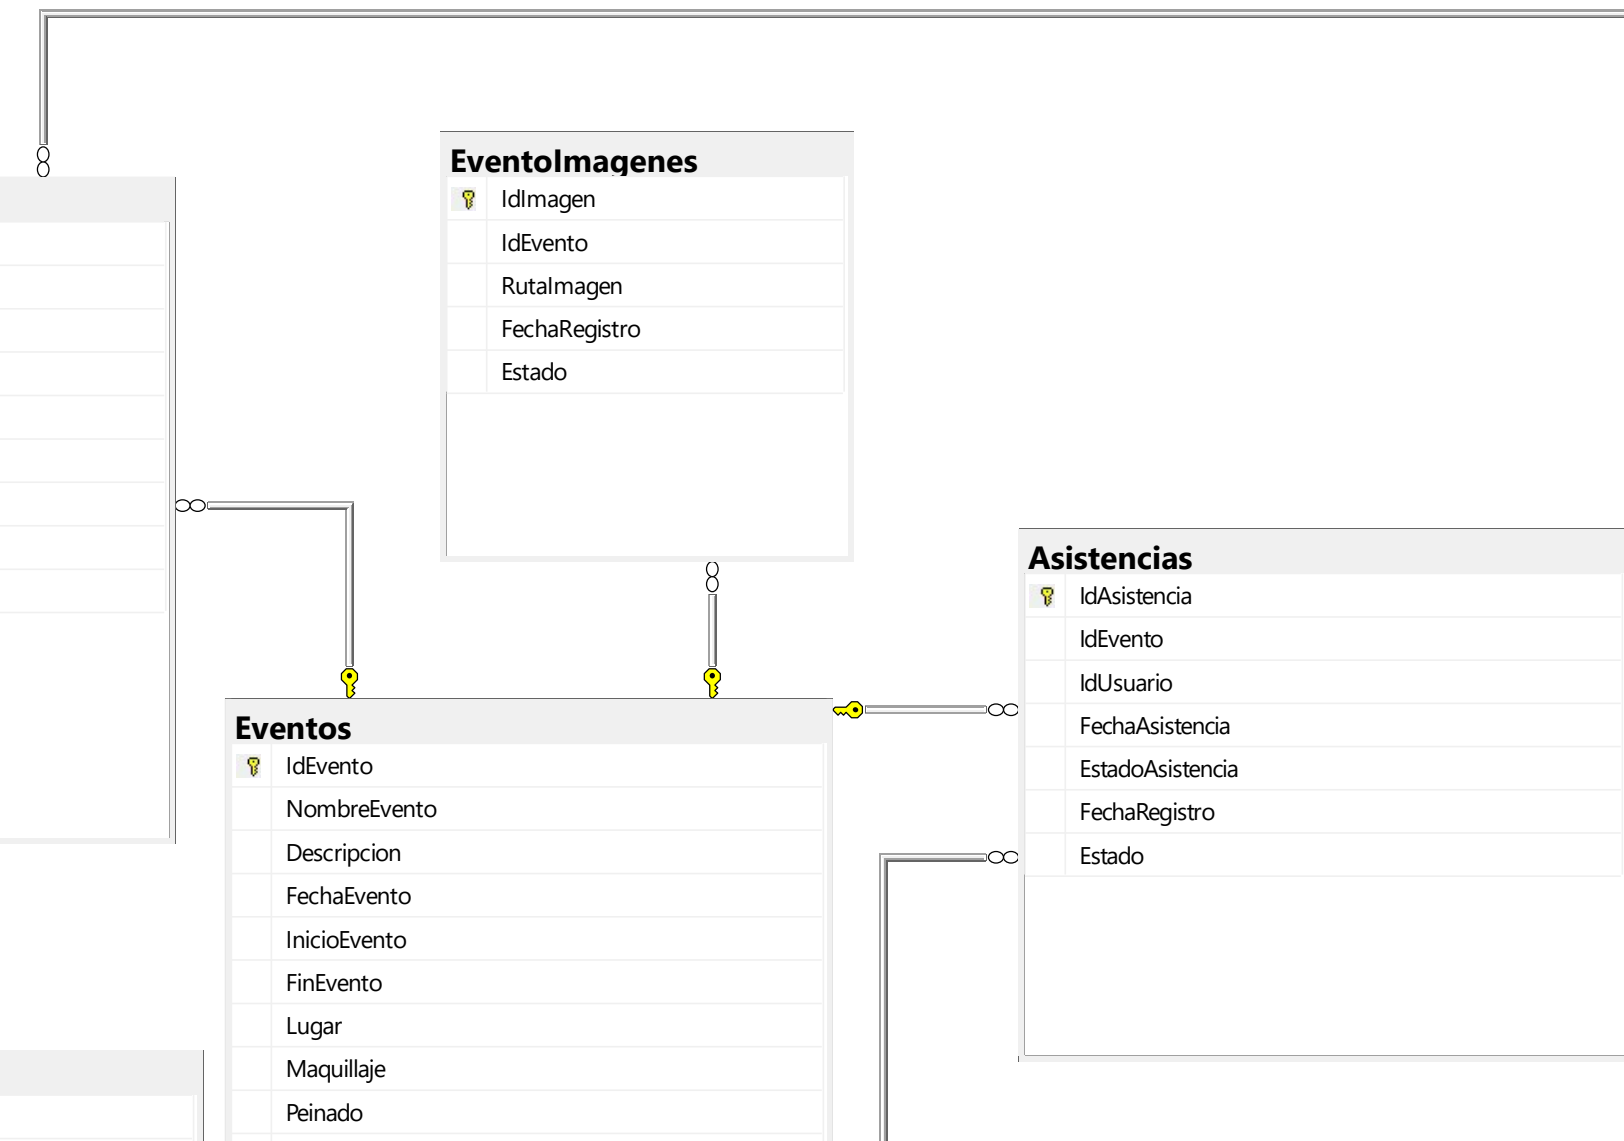 EventoImagenes
IdImagen
IdEvento
RutaImagen
FechaRegistro
Estado
Asistencias
IdAsistencia
IdEvento
IdUsuario
FechaAsistencia
EstadoAsistencia
FechaRegistro
Estado
Eventos
IdEvento
NombreEvento
Descripcion
FechaEvento
InicioEvento
FinEvento
Lugar
Maquillaje
Peinado